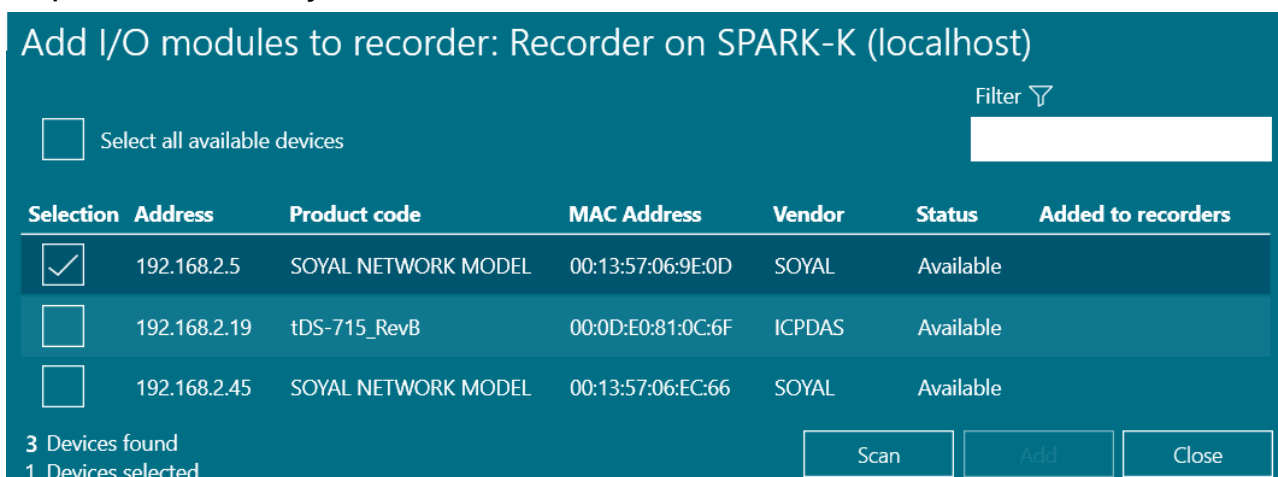 Add I/O modules to recorder: Recorder on SPARK-K (localhost)
Filter
Select all available devices
Selection Address Product code MAC Address Vendor Status Added to recorders
192.168.2.5 SOYAL NETWORK MODEL 00:13:57:06:9E:0D SOYAL Available
192.168.2.19 tDS-715_RevB 00:0D:E0:81:0C:6F ICPDAS Available
192.168.2.45 SOYAL NETWORK MODEL 00:13:57:06:EC:66 SOYAL Available
3 Devices found
Scan Add Close
1 Devices selected